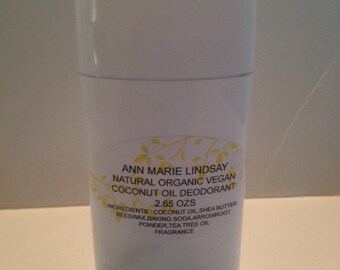 ANN MARIE LINDSAY
NATURAL ORGANIC VEGAN
COCONUT OIL DEODORANT
2.65 OZS
INGREDIENTS: COCONUT OIL,SHEA BUTTER,
BEESWAX,BAKING SODA,ARROWROOT
POWDER,TEA TREE OIL
FRAGRANCE